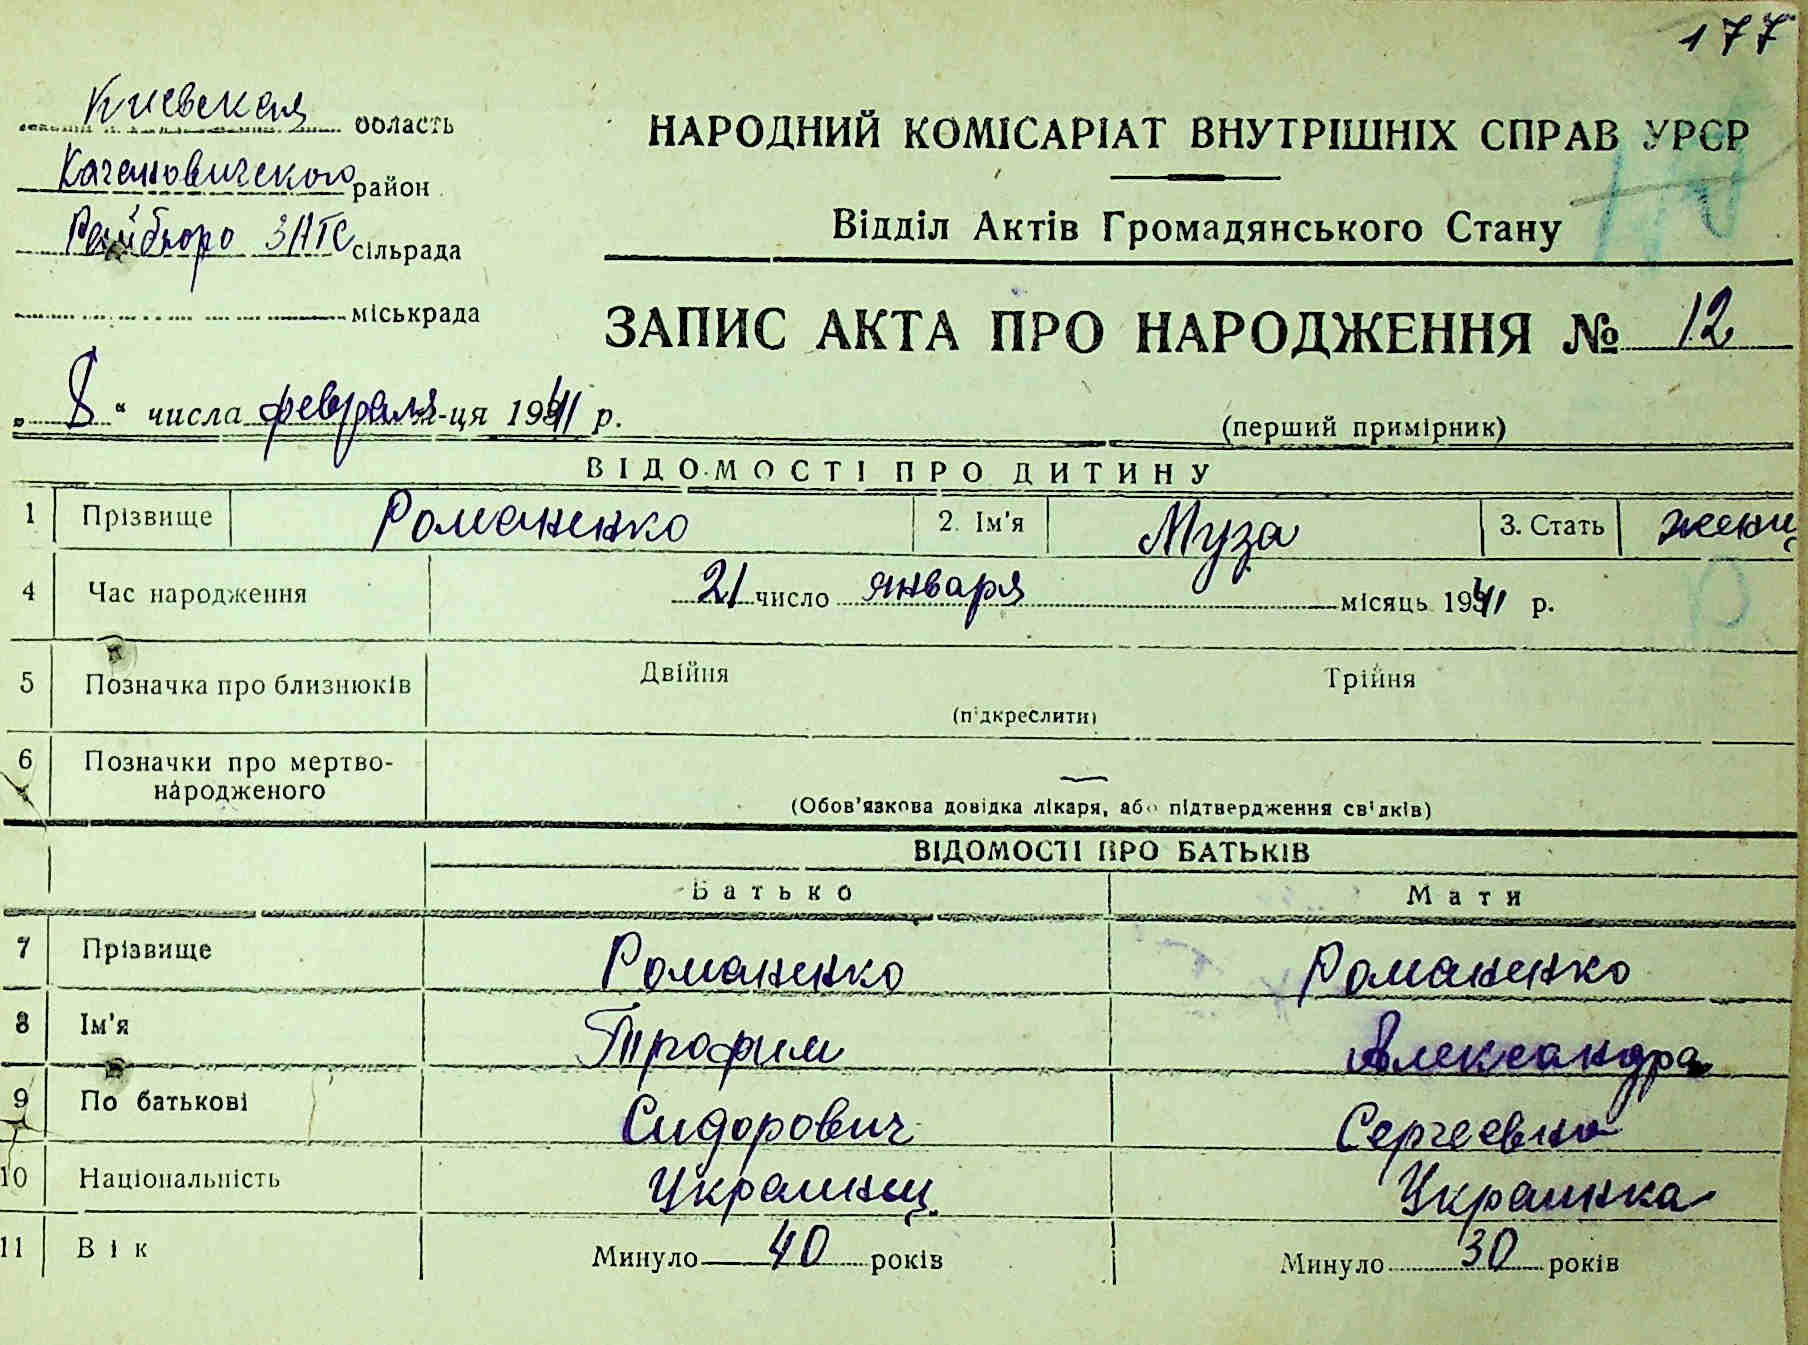 177
Киевская область
Кагановичского район
Райбюро ЗАГС сільрада
міськрада
НАРОДНИЙ КОМІСАРІАТ ВНУТРІШНІХ СПРАВ УРСР
Відділ Актів Громадянського Стану
ЗАПИС АКТА ПРО НАРОДЖЕННЯ № 12
„ 8 “ числа февраля м-ця 1941 р.
(перший примірник)
ВІДОМОСТІ ПРО ДИТИНУ
1 Прізвище Романенко 2. Ім'я Муза 3. Стать женщ
4 Час народження 21 число января місяць 1941 р.
5 Позначка про близнюків Двійня Трійня
(підкреслити)
6 Позначки про мертво-
народженого —
(Обов'язкова довідка лікаря, або підтвердження свідків)
ВІДОМОСТІ ПРО БАТЬКІВ
Батько Мати
7 Прізвище Романенко Романенко
8 Ім'я Трофим Александра
9 По батькові Сидорович Сергеевна
10 Національність Украинец Украинка
11 Вік Минуло 40 років Минуло 30 років